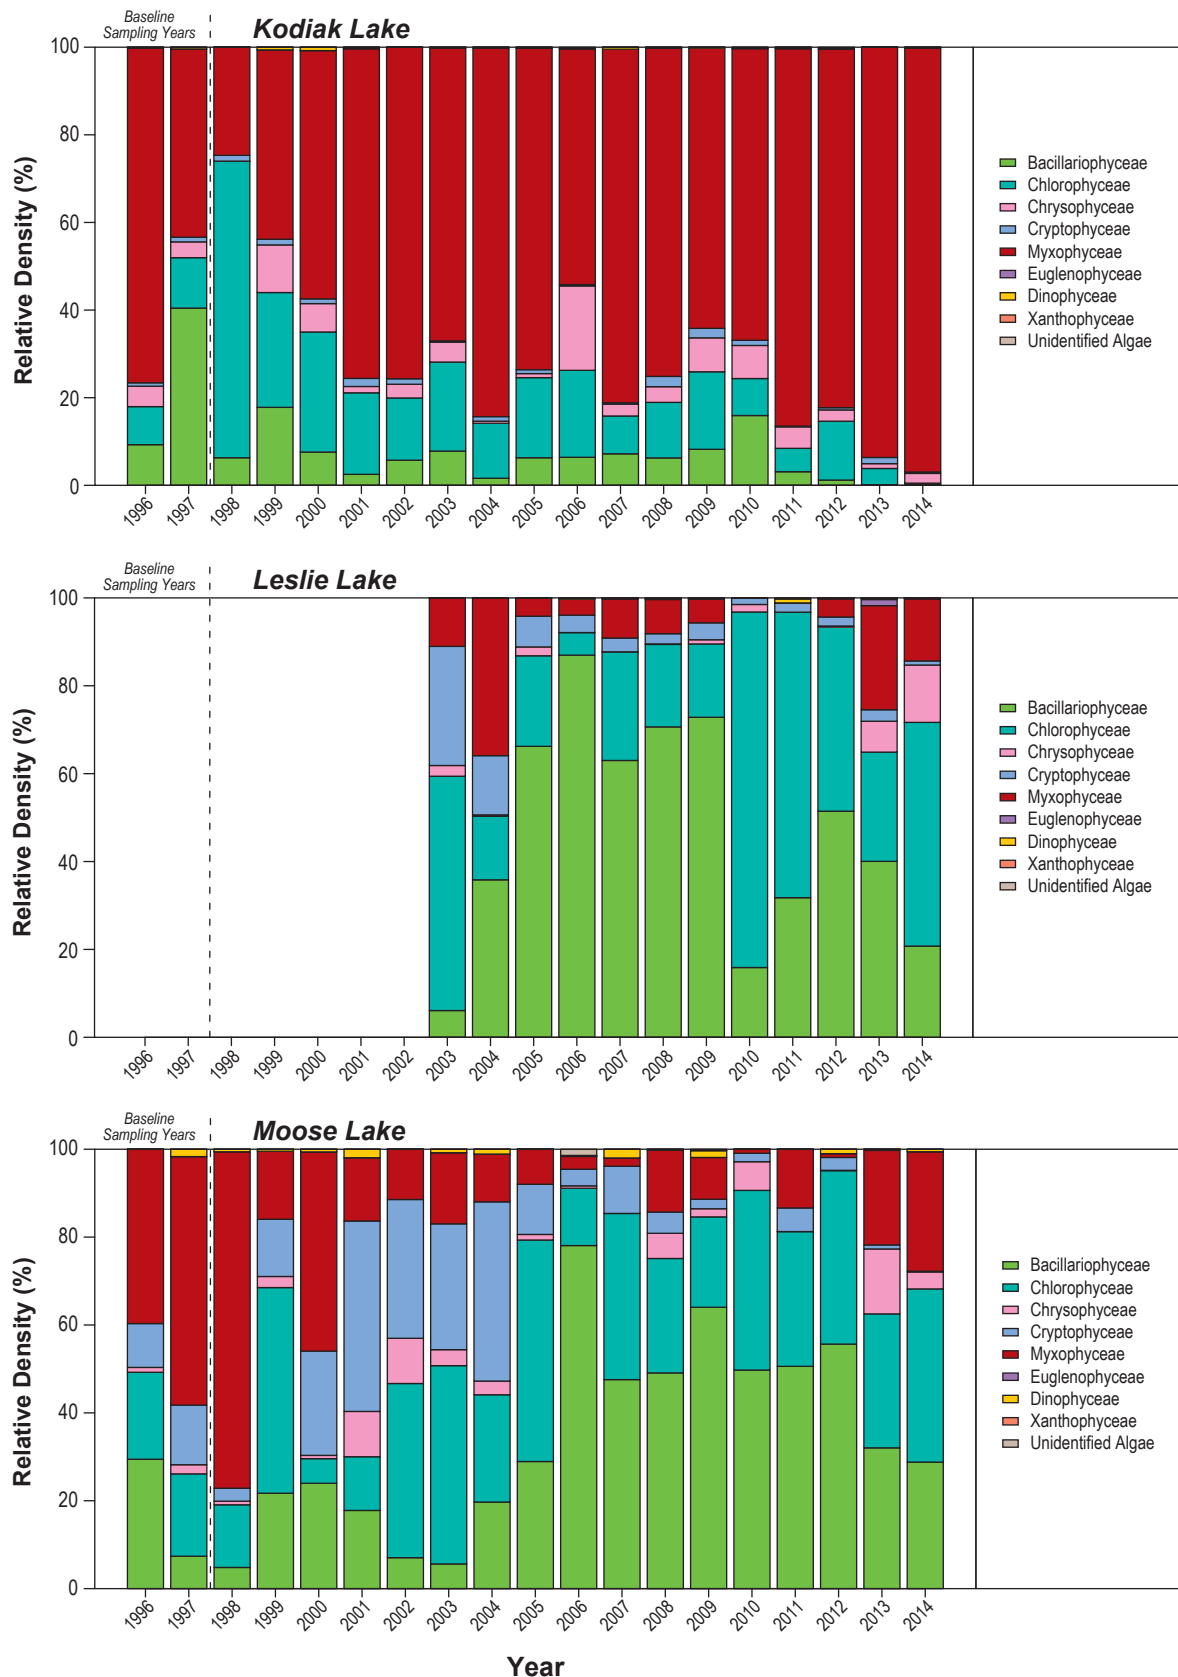 Baseline
Sampling Years
Kodiak Lake
Relative Density (%)
100
80
60
40
20
0
1996 1997 1998 1999 2000 2001 2002 2003 2004 2005 2006 2007 2008 2009 2010 2011 2012 2013 2014
Bacillariophyceae
Chlorophyceae
Chrysophyceae
Cryptophyceae
Myxophyceae
Euglenophyceae
Dinophyceae
Xanthophyceae
Unidentified Algae
Baseline
Sampling Years
Leslie Lake
Relative Density (%)
100
80
60
40
20
0
1996 1997 1998 1999 2000 2001 2002 2003 2004 2005 2006 2007 2008 2009 2010 2011 2012 2013 2014
Bacillariophyceae
Chlorophyceae
Chrysophyceae
Cryptophyceae
Myxophyceae
Euglenophyceae
Dinophyceae
Xanthophyceae
Unidentified Algae
Baseline
Sampling Years
Moose Lake
Relative Density (%)
100
80
60
40
20
0
1996 1997 1998 1999 2000 2001 2002 2003 2004 2005 2006 2007 2008 2009 2010 2011 2012 2013 2014
Bacillariophyceae
Chlorophyceae
Chrysophyceae
Cryptophyceae
Myxophyceae
Euglenophyceae
Dinophyceae
Xanthophyceae
Unidentified Algae
Year